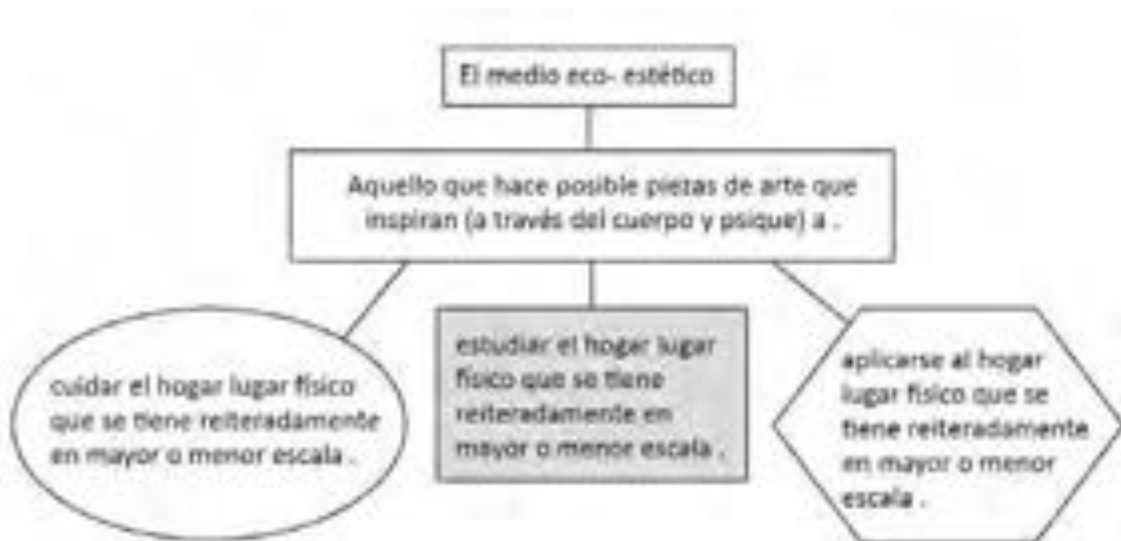 El medio eco- estético
Aquello que hace posible piezas de arte que
inspiran (a través del cuerpo y psique) a .
cuidar el hogar lugar físico
que se tiene reiteradamente
en mayor o menor escala .
estudiar el hogar lugar
físico que se tiene
reiteradamente en
mayor o menor escala .
aplicarse al hogar
lugar físico que se
tiene reiteradamente
en mayor o menor
escala .